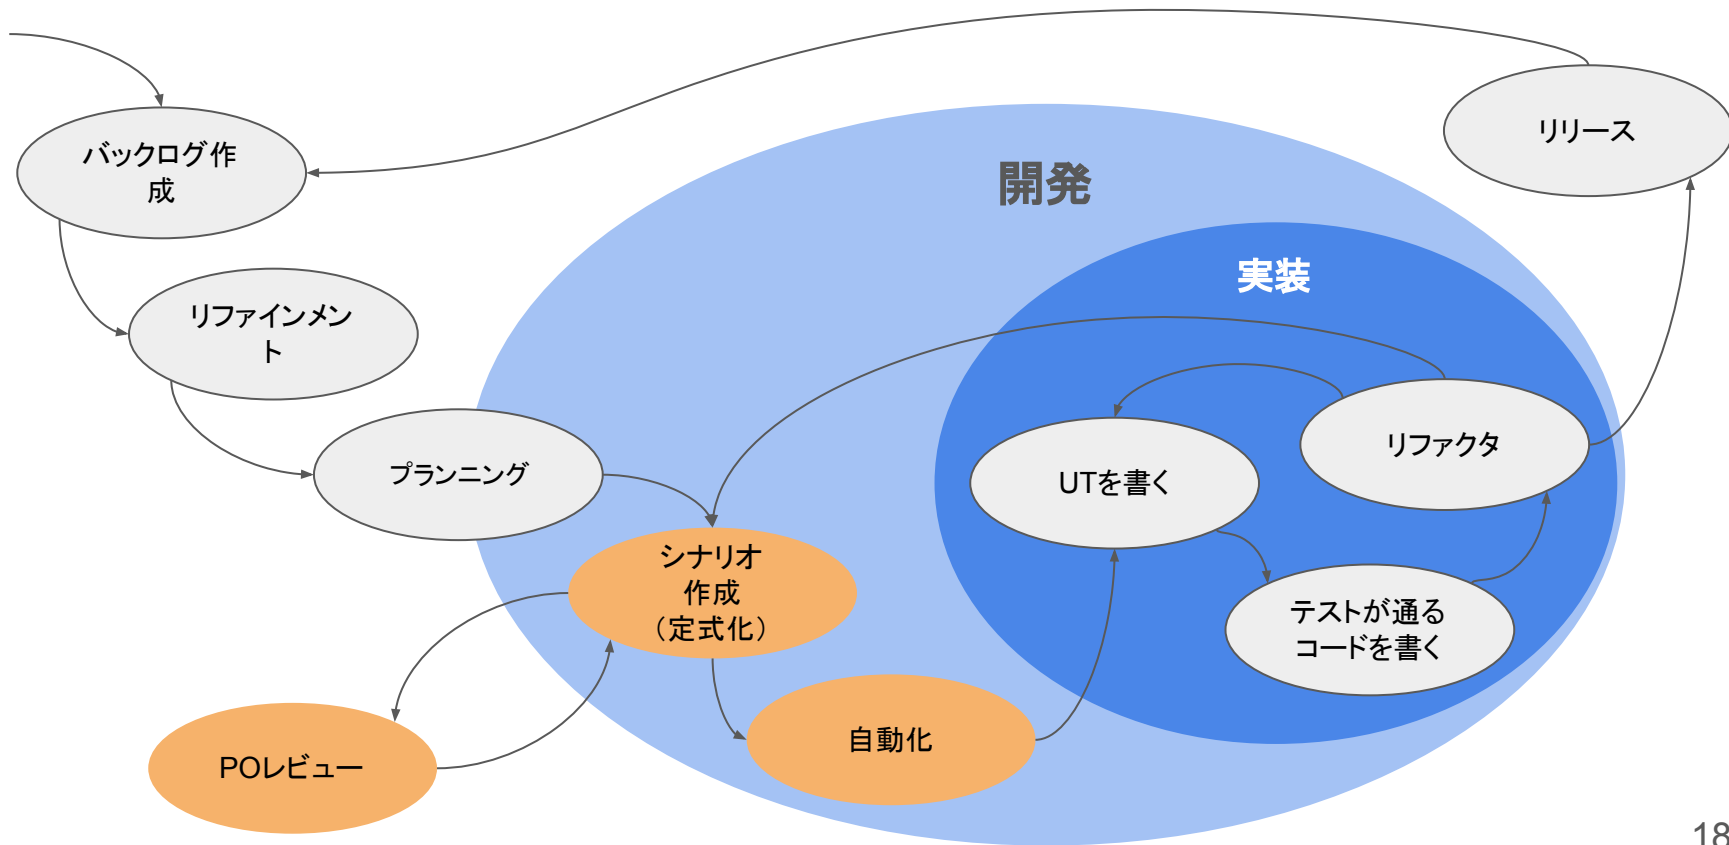 バックログ作
成
リリース
開発
実装
リファインメン
ト
プランニング
リファクタ
UTを書く
シナリオ
作成
（定式化）
テストが通る
コードを書く
自動化
POレビュー
18